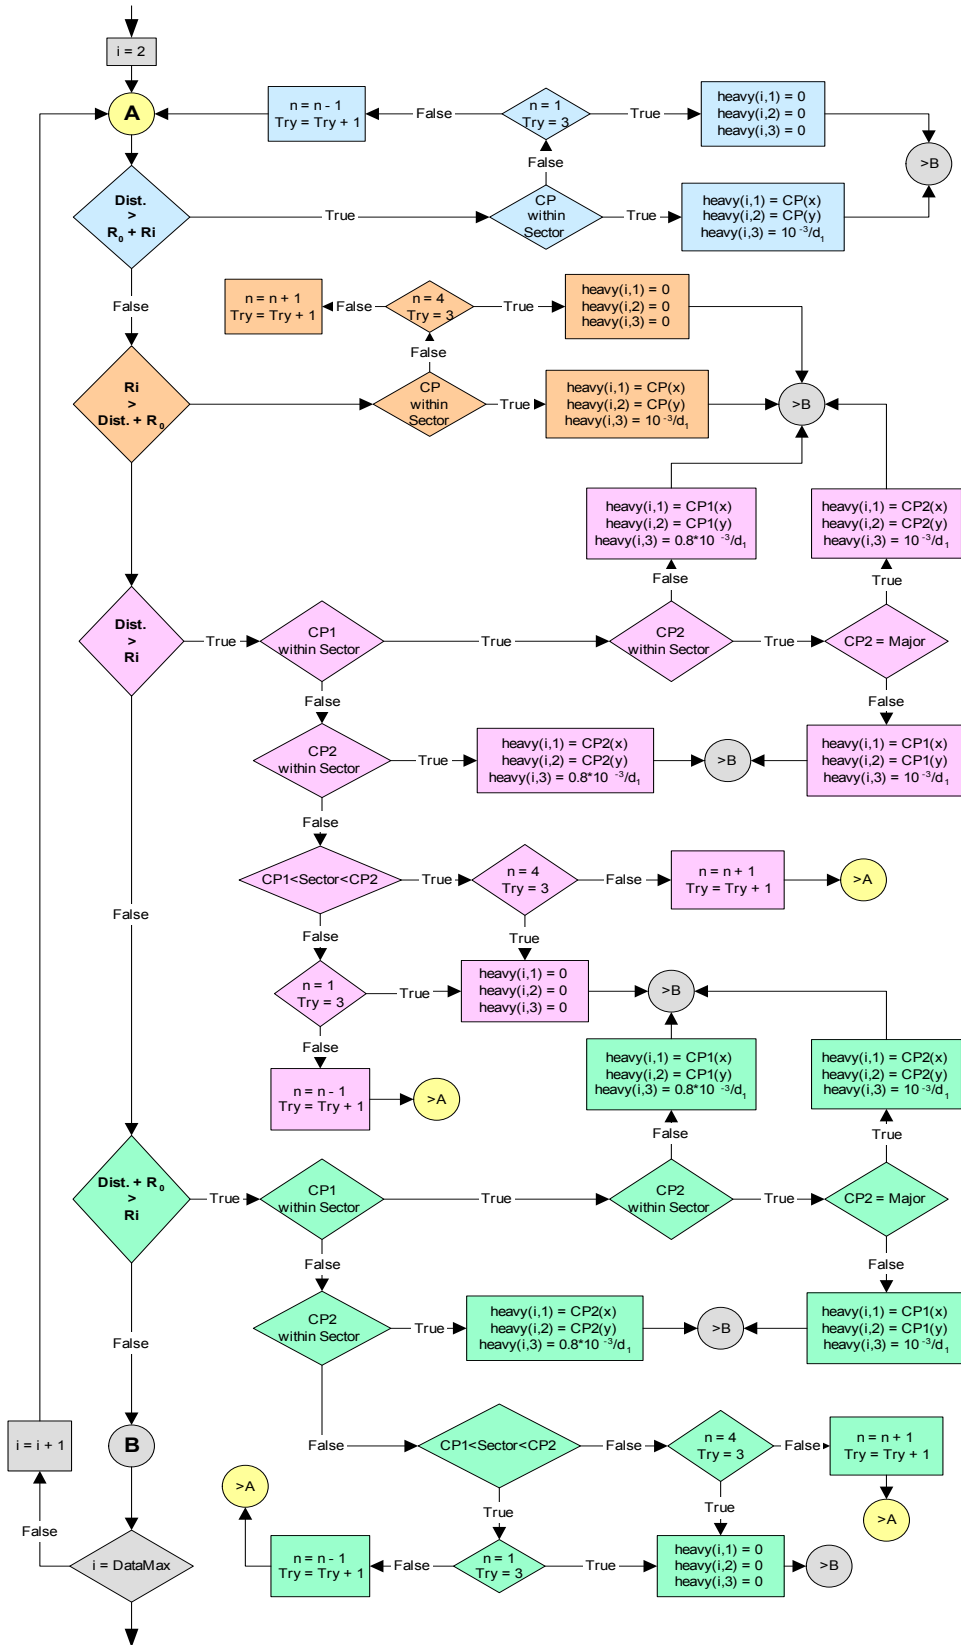 i = 2
A
n = n - 1
Try = Try + 1
False
n = 1
Try = 3
True
heavy(i,1) = 0
heavy(i,2) = 0
heavy(i,3) = 0
>B
False
Dist.
>
R₀ + Ri
True
CP
within
Sector
True
heavy(i,1) = CP(x)
heavy(i,2) = CP(y)
heavy(i,3) = 10⁻³/d₁
False
n = n + 1
Try = Try + 1
False
n = 4
Try = 3
True
heavy(i,1) = 0
heavy(i,2) = 0
heavy(i,3) = 0
False
Ri
>
Dist. + R₀
CP
within
Sector
True
heavy(i,1) = CP(x)
heavy(i,2) = CP(y)
heavy(i,3) = 10⁻³/d₁
>B
heavy(i,1) = CP1(x)
heavy(i,2) = CP1(y)
heavy(i,3) = 0.8*10⁻³/d₁
heavy(i,1) = CP2(x)
heavy(i,2) = CP2(y)
heavy(i,3) = 10⁻³/d₁
False
True
Dist.
>
Ri
True
CP1
within Sector
True
CP2
within Sector
True
CP2 = Major
False
False
CP2
within Sector
True
heavy(i,1) = CP2(x)
heavy(i,2) = CP2(y)
heavy(i,3) = 0.8*10⁻³/d₁
>B
heavy(i,1) = CP1(x)
heavy(i,2) = CP1(y)
heavy(i,3) = 10⁻³/d₁
False
CP1<Sector<CP2
True
n = 4
Try = 3
False
n = n + 1
Try = Try + 1
>A
False
False
True
n = 1
Try = 3
True
heavy(i,1) = 0
heavy(i,2) = 0
heavy(i,3) = 0
>B
False
n = n - 1
Try = Try + 1
>A
heavy(i,1) = CP1(x)
heavy(i,2) = CP1(y)
heavy(i,3) = 0.8*10⁻³/d₁
heavy(i,1) = CP2(x)
heavy(i,2) = CP2(y)
heavy(i,3) = 10⁻³/d₁
False
True
Dist. + R₀
>
Ri
True
CP1
within Sector
True
CP2
within Sector
True
CP2 = Major
False
False
CP2
within Sector
True
heavy(i,1) = CP2(x)
heavy(i,2) = CP2(y)
heavy(i,3) = 0.8*10⁻³/d₁
>B
heavy(i,1) = CP1(x)
heavy(i,2) = CP1(y)
heavy(i,3) = 10⁻³/d₁
False
i = i + 1
B
False
CP1<Sector<CP2
False
n = 4
Try = 3
False
n = n + 1
Try = Try + 1
>A
True
True
>A
False
i = DataMax
n = n - 1
Try = Try + 1
False
n = 1
Try = 3
True
heavy(i,1) = 0
heavy(i,2) = 0
heavy(i,3) = 0
>B